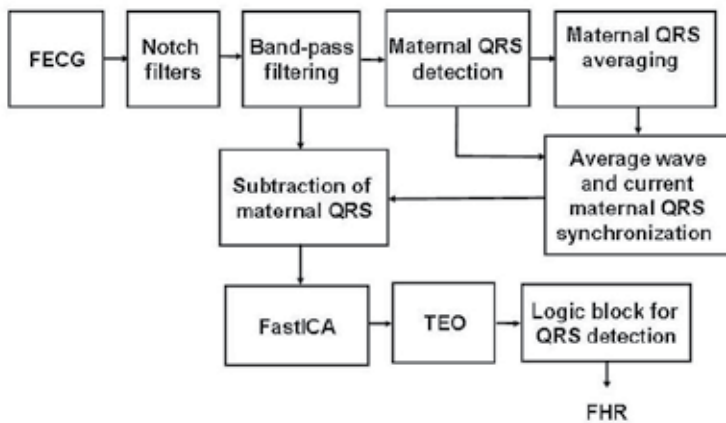 FECG
Notch
filters
Band-pass
filtering
Maternal QRS
detection
Maternal QRS
averaging
Subtraction of
maternal QRS
Average wave
and current
maternal QRS
synchronization
FastICA
TEO
Logic block for
QRS detection
FHR